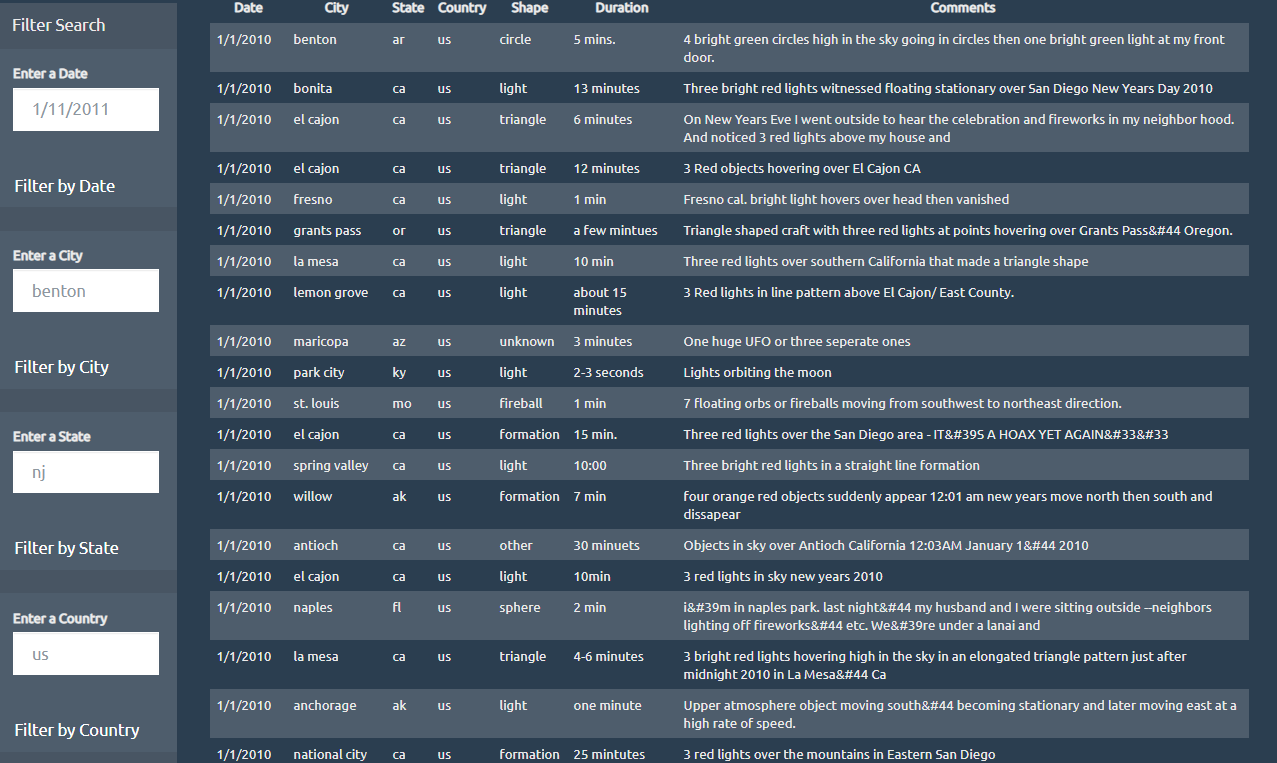 Filter Search
Enter a Date
1/11/2011
Filter by Date
Enter a City
benton
Filter by City
Enter a State
nj
Filter by State
Enter a Country
us
Filter by Country
Date City State Country Shape Duration Comments
1/1/2010 benton ar us circle 5 mins. 4 bright green circles high in the sky going in circles then one bright green light at my front
door.
1/1/2010 bonita ca us light 13 minutes Three bright red lights witnessed floating stationary over San Diego New Years Day 2010
1/1/2010 el cajon ca us triangle 6 minutes On New Years Eve I went outside to hear the celebration and fireworks in my neighbor hood.
And noticed 3 red lights above my house and
1/1/2010 el cajon ca us triangle 12 minutes 3 Red objects hovering over El Cajon CA
1/1/2010 fresno ca us light 1 min Fresno cal. bright light hovers over head then vanished
1/1/2010 grants pass or us triangle a few mintues Triangle shaped craft with three red lights at points hovering over Grants Pass&#44 Oregon.
1/1/2010 la mesa ca us light 10 min Three red lights over southern California that made a triangle shape
1/1/2010 lemon grove ca us light about 15 3 Red lights in line pattern above El Cajon/ East County.
minutes
1/1/2010 maricopa az us unknown 3 minutes One huge UFO or three seperate ones
1/1/2010 park city ky us light 2-3 seconds Lights orbiting the moon
1/1/2010 st. louis mo us fireball 1 min 7 floating orbs or fireballs moving from southwest to northeast direction.
1/1/2010 el cajon ca us formation 15 min. Three red lights over the San Diego area - IT&#39S A HOAX YET AGAIN&#33&#33
1/1/2010 spring valley ca us light 10:00 Three bright red lights in a straight line formation
1/1/2010 willow ak us formation 7 min four orange red objects suddenly appear 12:01 am new years move north then south and
dissapear
1/1/2010 antioch ca us other 30 minuets Objects in sky over Antioch California 12:03AM January 1&#44 2010
1/1/2010 el cajon ca us light 10min 3 red lights in sky new years 2010
1/1/2010 naples fl us sphere 2 min i&#39m in naples park. last night&#44 my husband and I were sitting outside --neighbors
lighting off fireworks&#44 etc. We&#39re under a lanai and
1/1/2010 la mesa ca us triangle 4-6 minutes 3 bright red lights hovering high in the sky in an elongated triangle pattern just after
midnight 2010 in La Mesa&#44 Ca
1/1/2010 anchorage ak us light one minute Upper atmosphere object moving south&#44 becoming stationary and later moving east at a
high rate of speed.
1/1/2010 national city ca us formation 25 mintutes 3 red lights over the mountains in Eastern San Diego